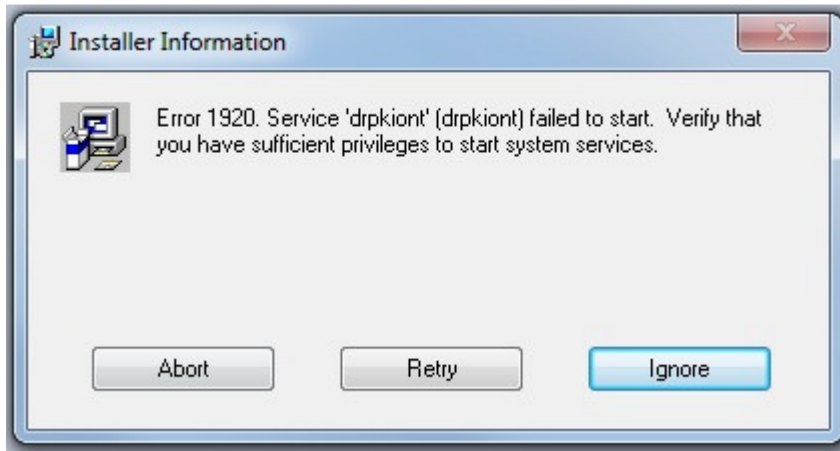 Installer Information
Error 1920. Service 'drpkiont' (drpkiont) failed to start.  Verify that
you have sufficient privileges to start system services.
Abort
Retry
Ignore